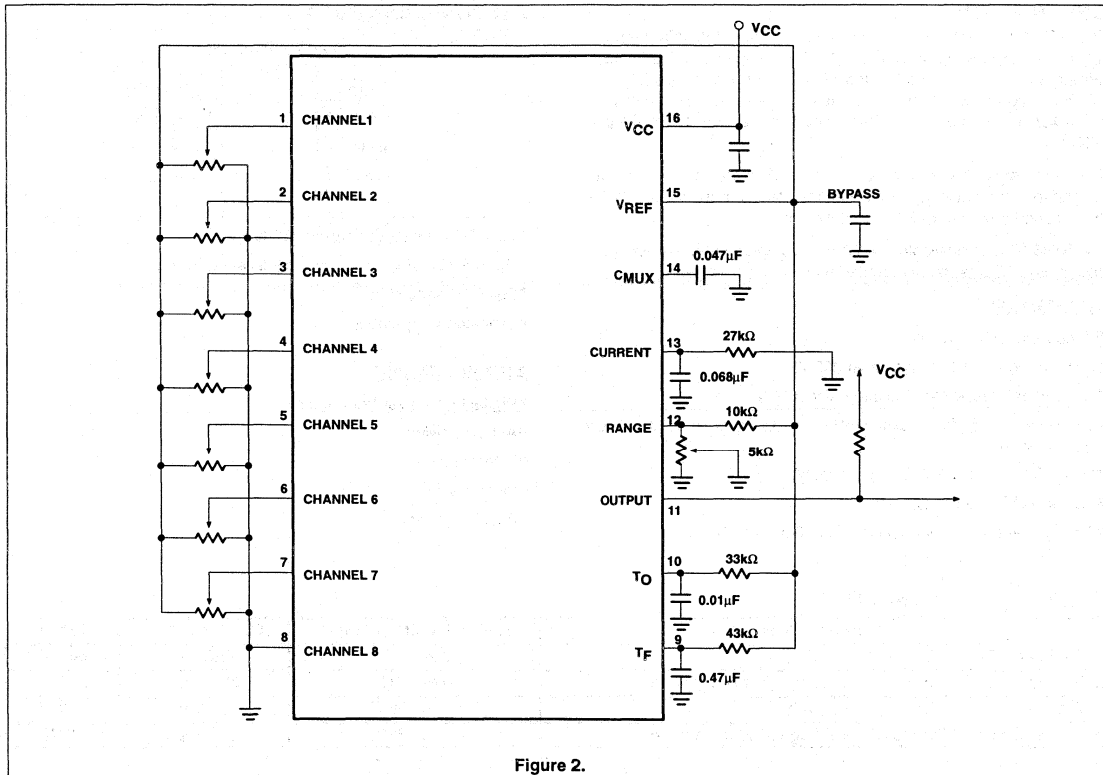 VCC
1 CHANNEL1
2 CHANNEL 2
3 CHANNEL 3
4 CHANNEL 4
5 CHANNEL 5
6 CHANNEL 6
7 CHANNEL 7
8 CHANNEL 8
VCC 16
VREF 15 BYPASS
CMUX 14 0.047μF
CURRENT 13 27kΩ
0.068μF
VCC
RANGE 12 10kΩ
5kΩ
OUTPUT 11
TO 10 33kΩ
0.01μF
TF 9 43kΩ
0.47μF
Figure 2.